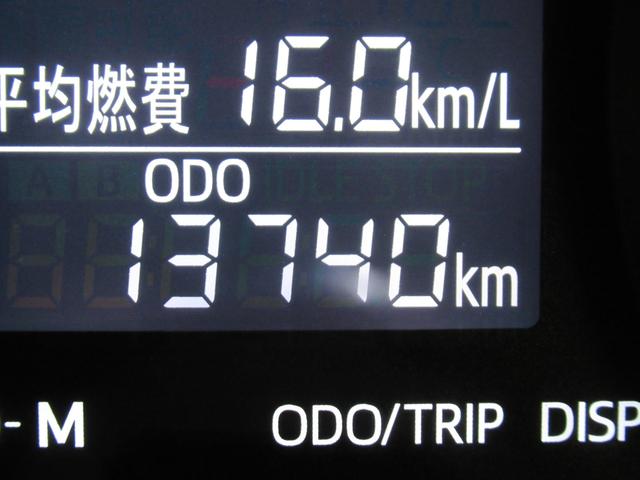 平均燃費 16.0km/L
ODO
13740km
-M ODO/TRIP DISP